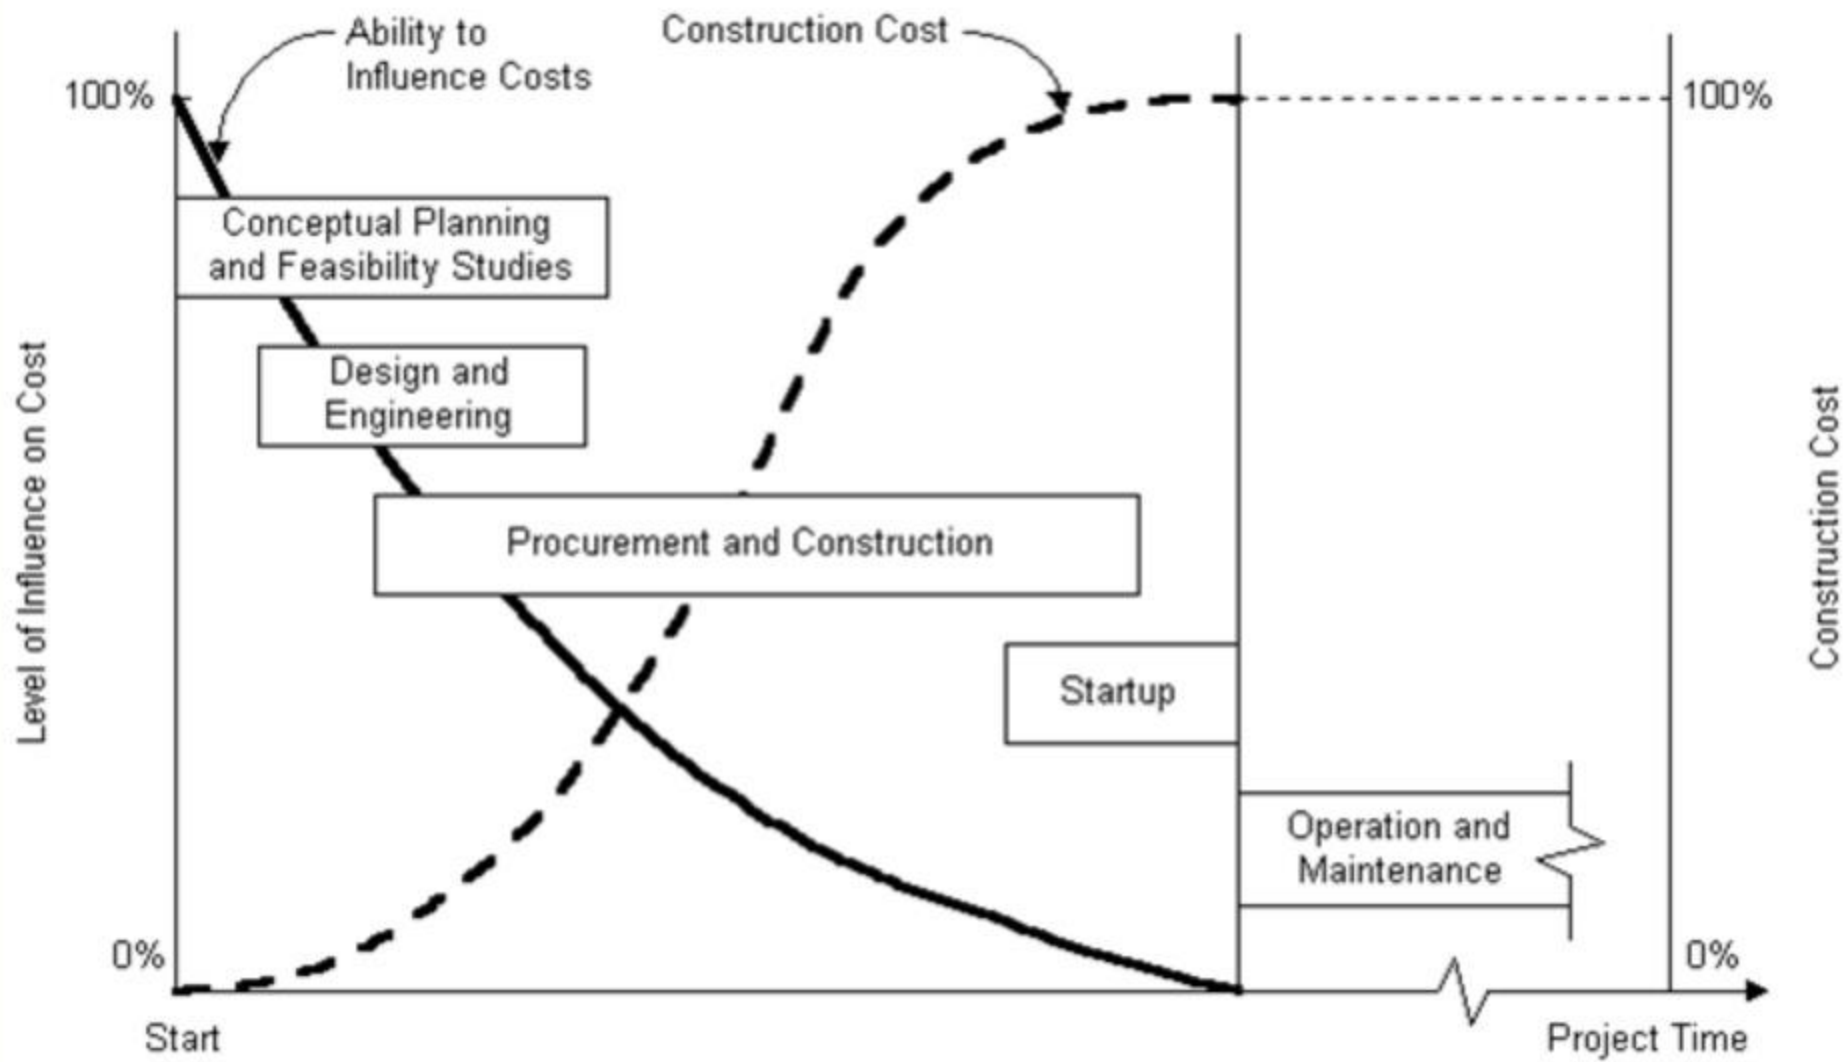 Ability to
Influence Costs
Construction Cost
100%
100%
Conceptual Planning
and Feasibility Studies
Design and
Engineering
Level of Influence on Cost
Construction Cost
Procurement and Construction
Startup
Operation and
Maintenance
0%
0%
Start
Project Time